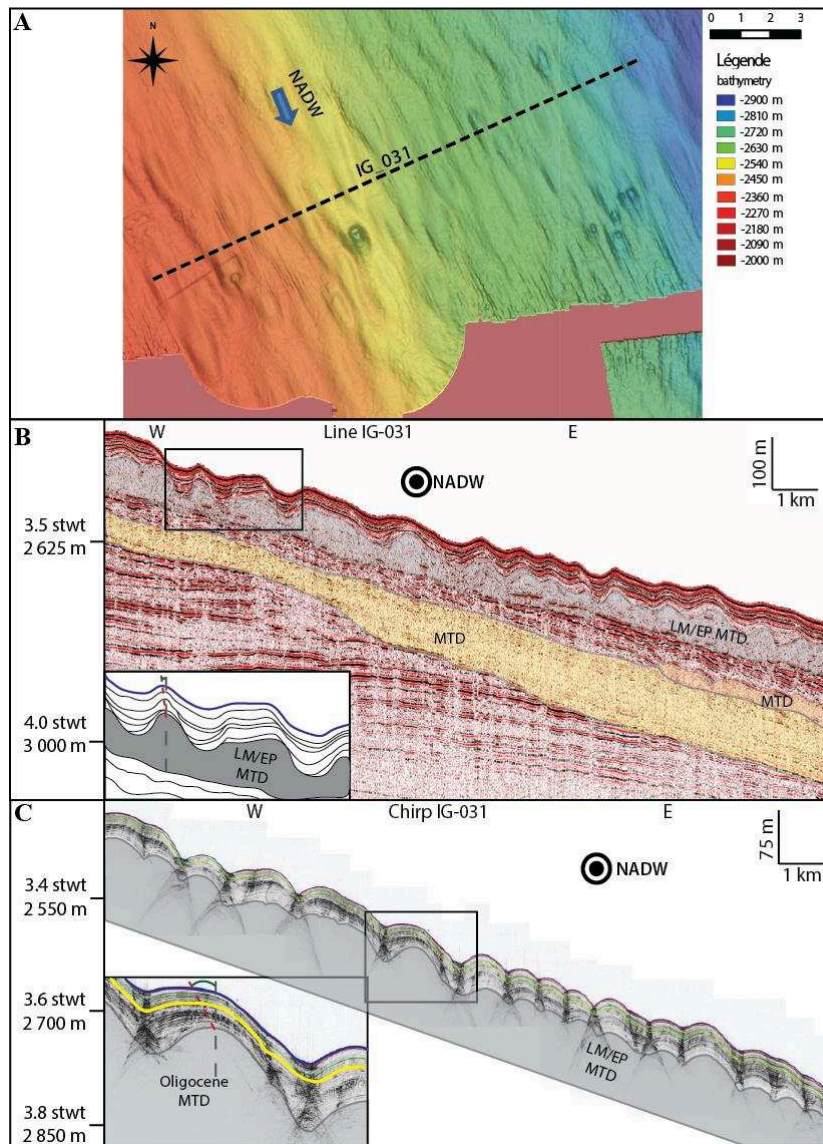 A
N
NADW
IG_031
0 1 2 3
Légende
bathymetry
-2900 m
-2810 m
-2720 m
-2630 m
-2540 m
-2450 m
-2360 m
-2270 m
-2180 m
-2090 m
-2000 m
B
W Line IG-031 E
NADW
100 m
1 km
3.5 stwt
2 625 m
MTD
LM/EP MTD
MTD
4.0 stwt
3 000 m
LM/EP
MTD
C
W Chirp IG-031 E
NADW
75 m
1 km
3.4 stwt
2 550 m
3.6 stwt
2 700 m
Oligocene
MTD
LM/EP
MTD
3.8 stwt
2 850 m